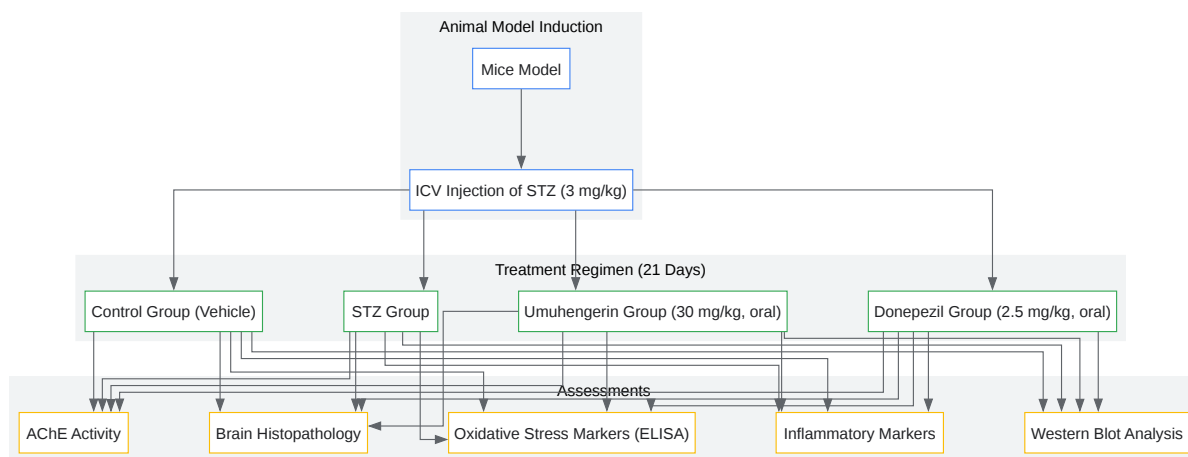 Animal Model Induction
Mice Model
ICV Injection of STZ (3 mg/kg)
Treatment Regimen (21 Days)
Control Group (Vehicle)
STZ Group
Umuhengerin Group (30 mg/kg, oral)
Donepezil Group (2.5 mg/kg, oral)
Assessments
AChE Activity
Brain Histopathology
Oxidative Stress Markers (ELISA)
Inflammatory Markers
Western Blot Analysis